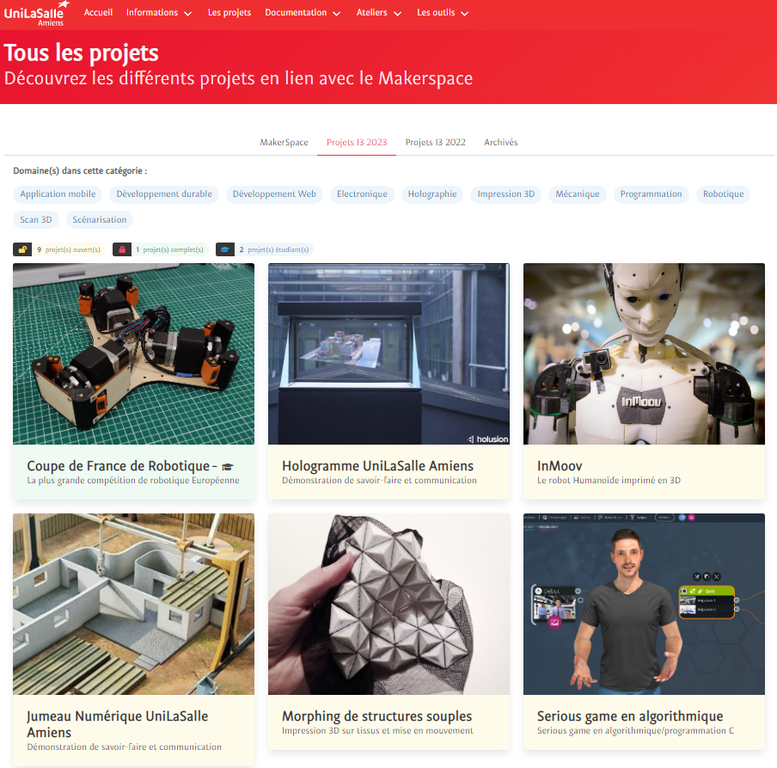 UniLaSalle
Amiens
Accueil Informations Les projets Documentation Ateliers Les outils
Tous les projets
Découvrez les différents projets en lien avec le Makerspace
MakerSpace Projets I3 2023 Projets I3 2022 Archivés
Domaine(s) dans cette catégorie :
Application mobile Développement durable Développement Web Electronique Holographie Impression 3D Mécanique Programmation Robotique
Scan 3D Scénarisation
9 projet(s) ouvert(s) 1 projet(s) complet(s) 2 projet(s) étudiant(s)
InMoov
holusion
Coupe de France de Robotique -
La plus grande compétition de robotique Européenne
Hologramme UniLaSalle Amiens
Démonstration de savoir-faire et communication
InMoov
Le robot Humanoïde imprimé en 3D
Jumeau Numérique UniLaSalle
Amiens
Démonstration de savoir-faire et communication
Morphing de structures souples
Impression 3D sur tissus et mise en mouvement
Serious game en algorithmique
Serious game en algorithmique/programmation C